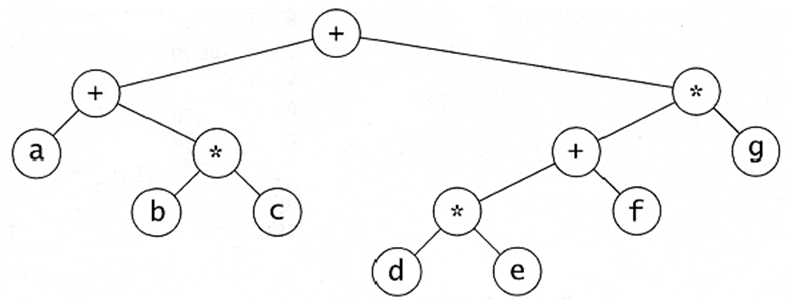 +
+ *
a * + g
b c * f
d e